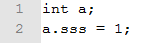 1 int a;
2 a.sss = 1;